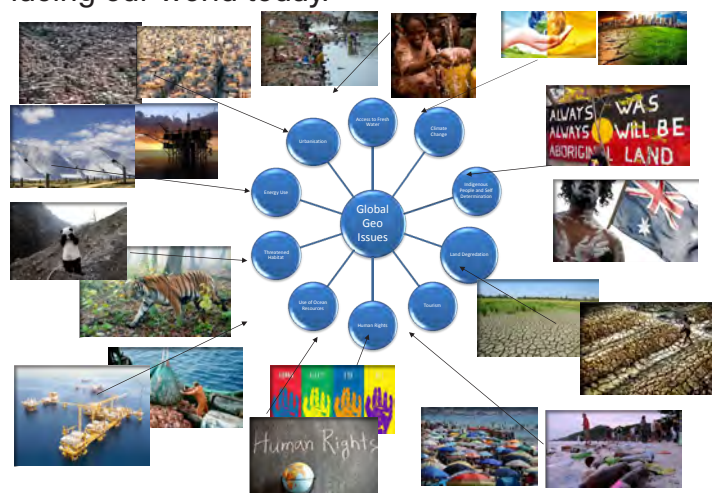 facing our world today.
Access to Fresh
Water
Climate
Change
Urbanisation
ALWAYS WAS
ALWAYS WILL BE
ABORIGINAL LAND
Energy Use
Indigenous
People and Self
Determination
Global
Geo
Issues
Threatened
Habitat
Land Degredation
Use of Ocean
Resources
Tourism
Human Rights
Human Rights